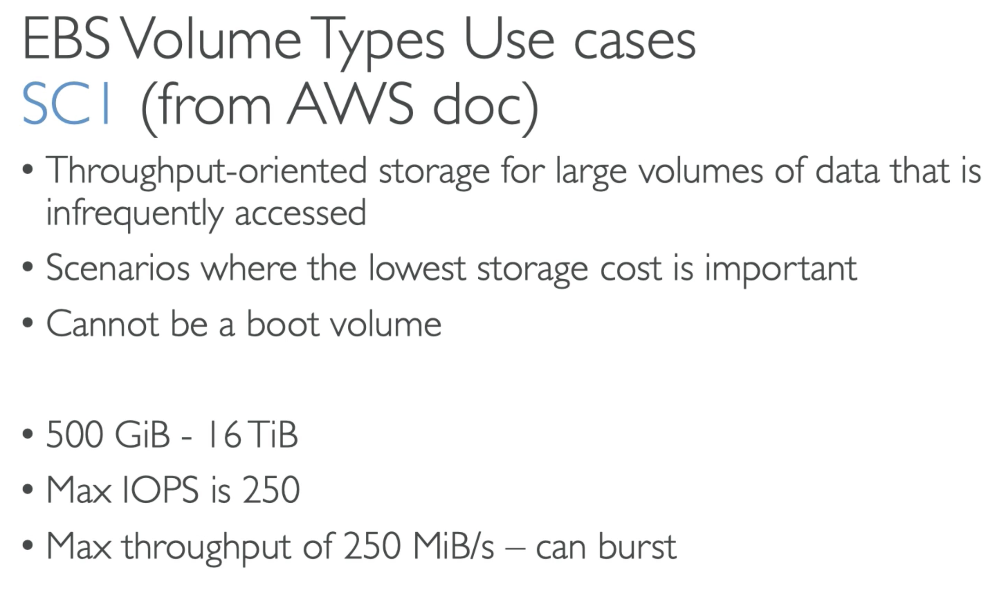 EBS Volume Types Use cases
SC1 (from AWS doc)
• Throughput-oriented storage for large volumes of data that is
infrequently accessed
• Scenarios where the lowest storage cost is important
• Cannot be a boot volume
• 500 GiB - 16 TiB
• Max IOPS is 250
• Max throughput of 250 MiB/s – can burst